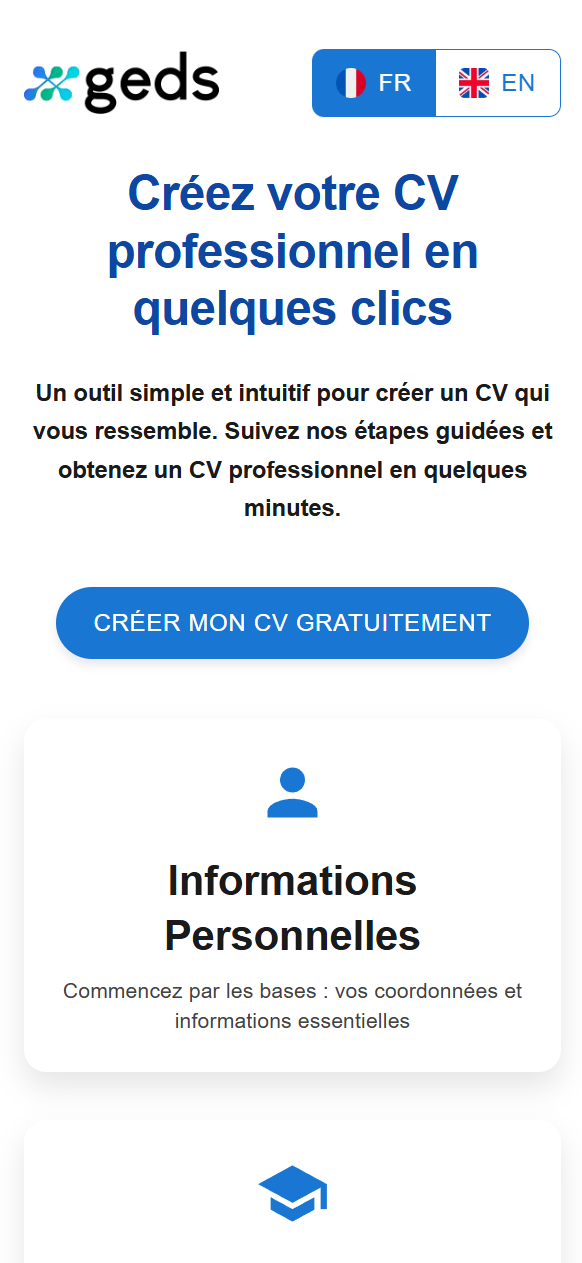 geds
FR
EN
Créez votre CV
professionnel en
quelques clics
Un outil simple et intuitif pour créer un CV qui
vous ressemble. Suivez nos étapes guidées et
obtenez un CV professionnel en quelques
minutes.
CRÉER MON CV GRATUITEMENT
Informations
Personnelles
Commencez par les bases : vos coordonnées et
informations essentielles